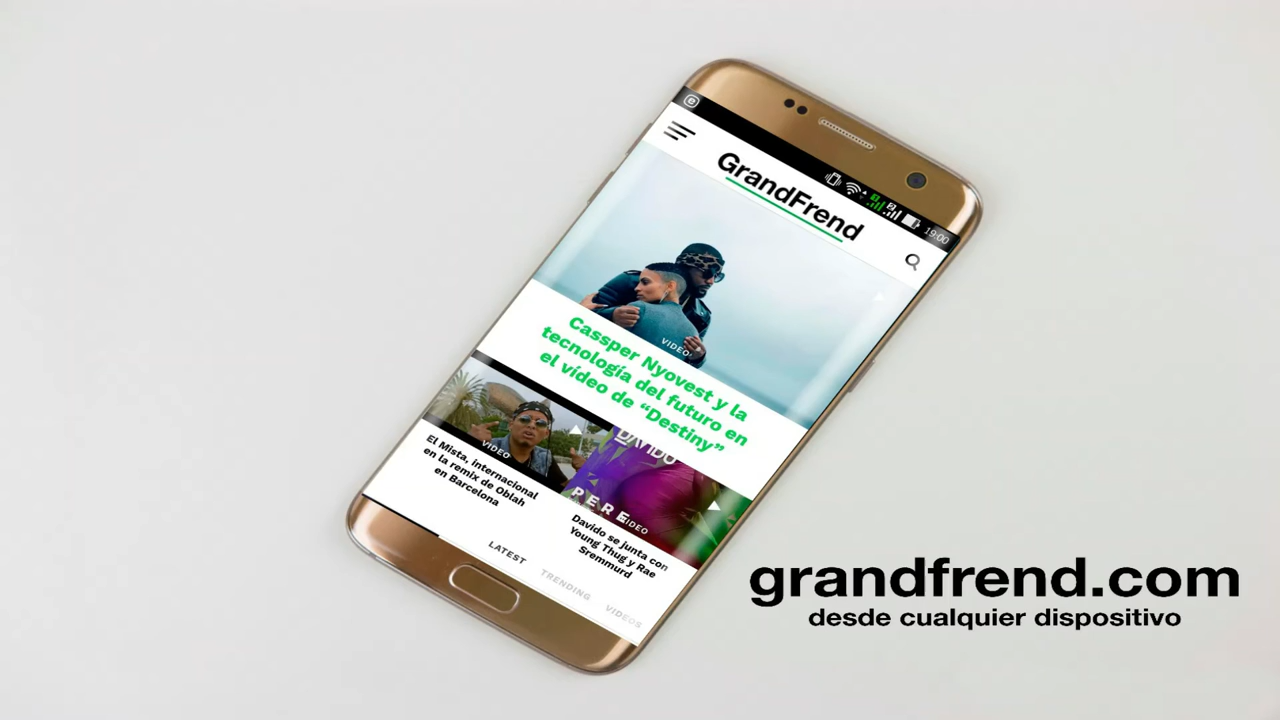 19:00
GrandFrend
VIDEO
Cassper Nyovest y la
tecnología del futuro en
el vídeo de “Destiny”
VIDEO
El Mista, internacional
en la remix de Oblah
en Barcelona
DAVIDO
RERE
VIDEO
Davido se junta con
Young Thug y Rae
Sremmurd
LATEST
TRENDING
VIDEOS
grandfrend.com
desde cualquier dispositivo